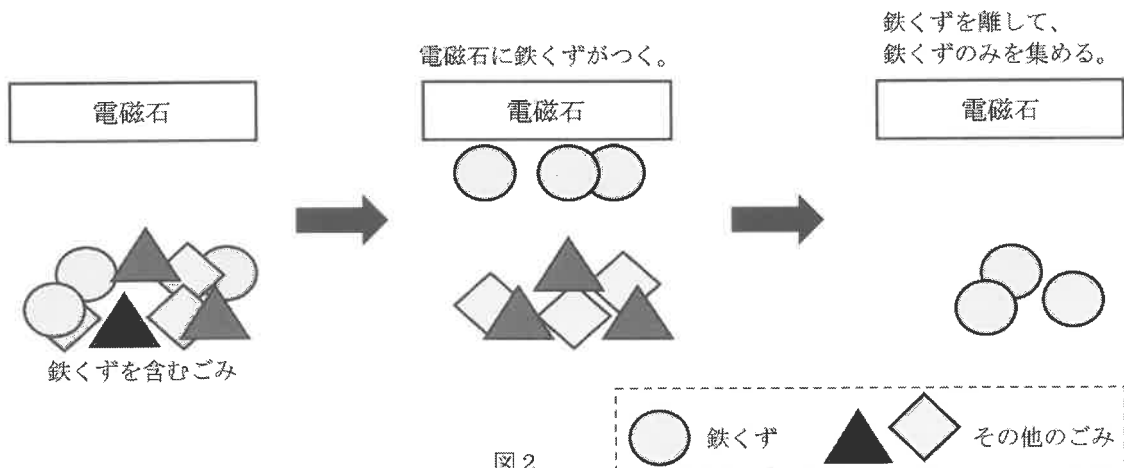 電磁石
鉄くずを含むごみ
電磁石に鉄くずがつく。
電磁石
鉄くずを離して、
鉄くずのみを集める。
電磁石
鉄くず
その他のごみ
図2